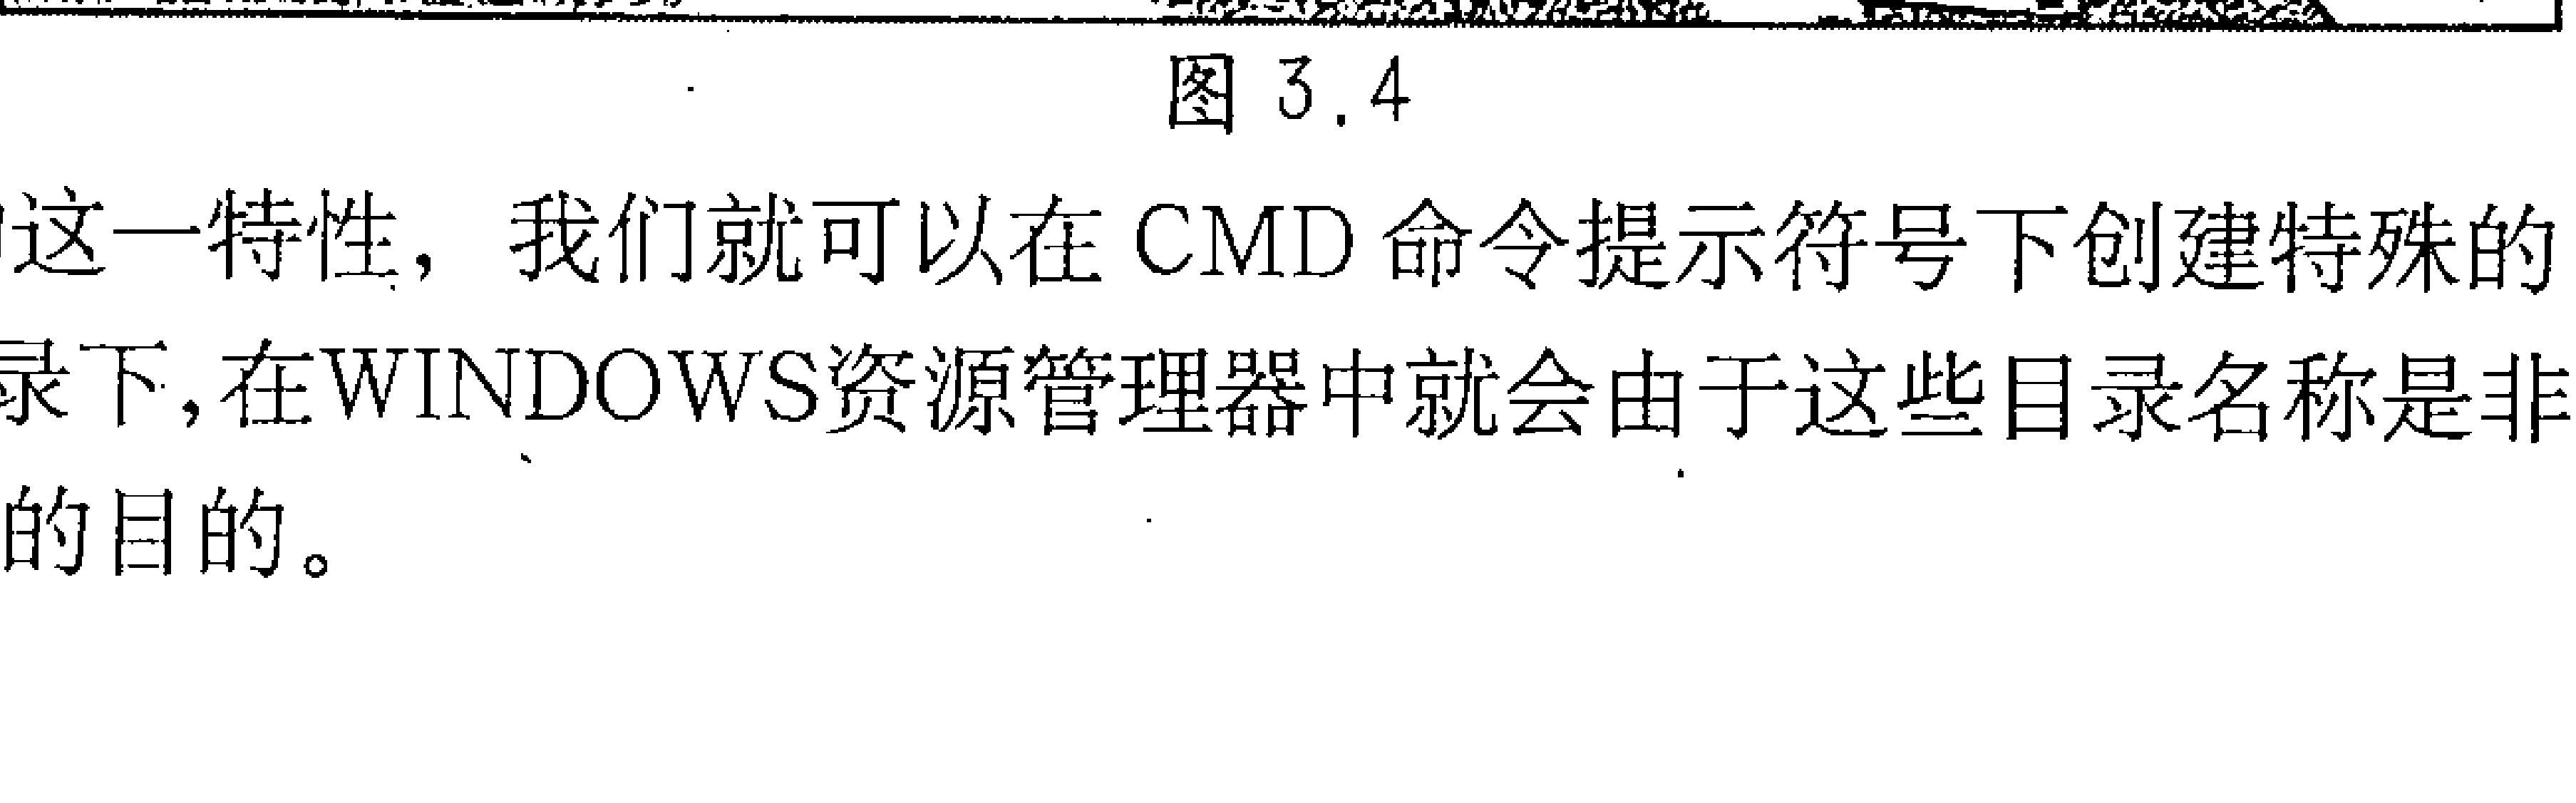 图 3.4
这一特性，我们就可以在 CMD 命令提示符号下创建特殊的
录下，在WINDOWS资源管理器中就会由于这些目录名称是非
的目的。